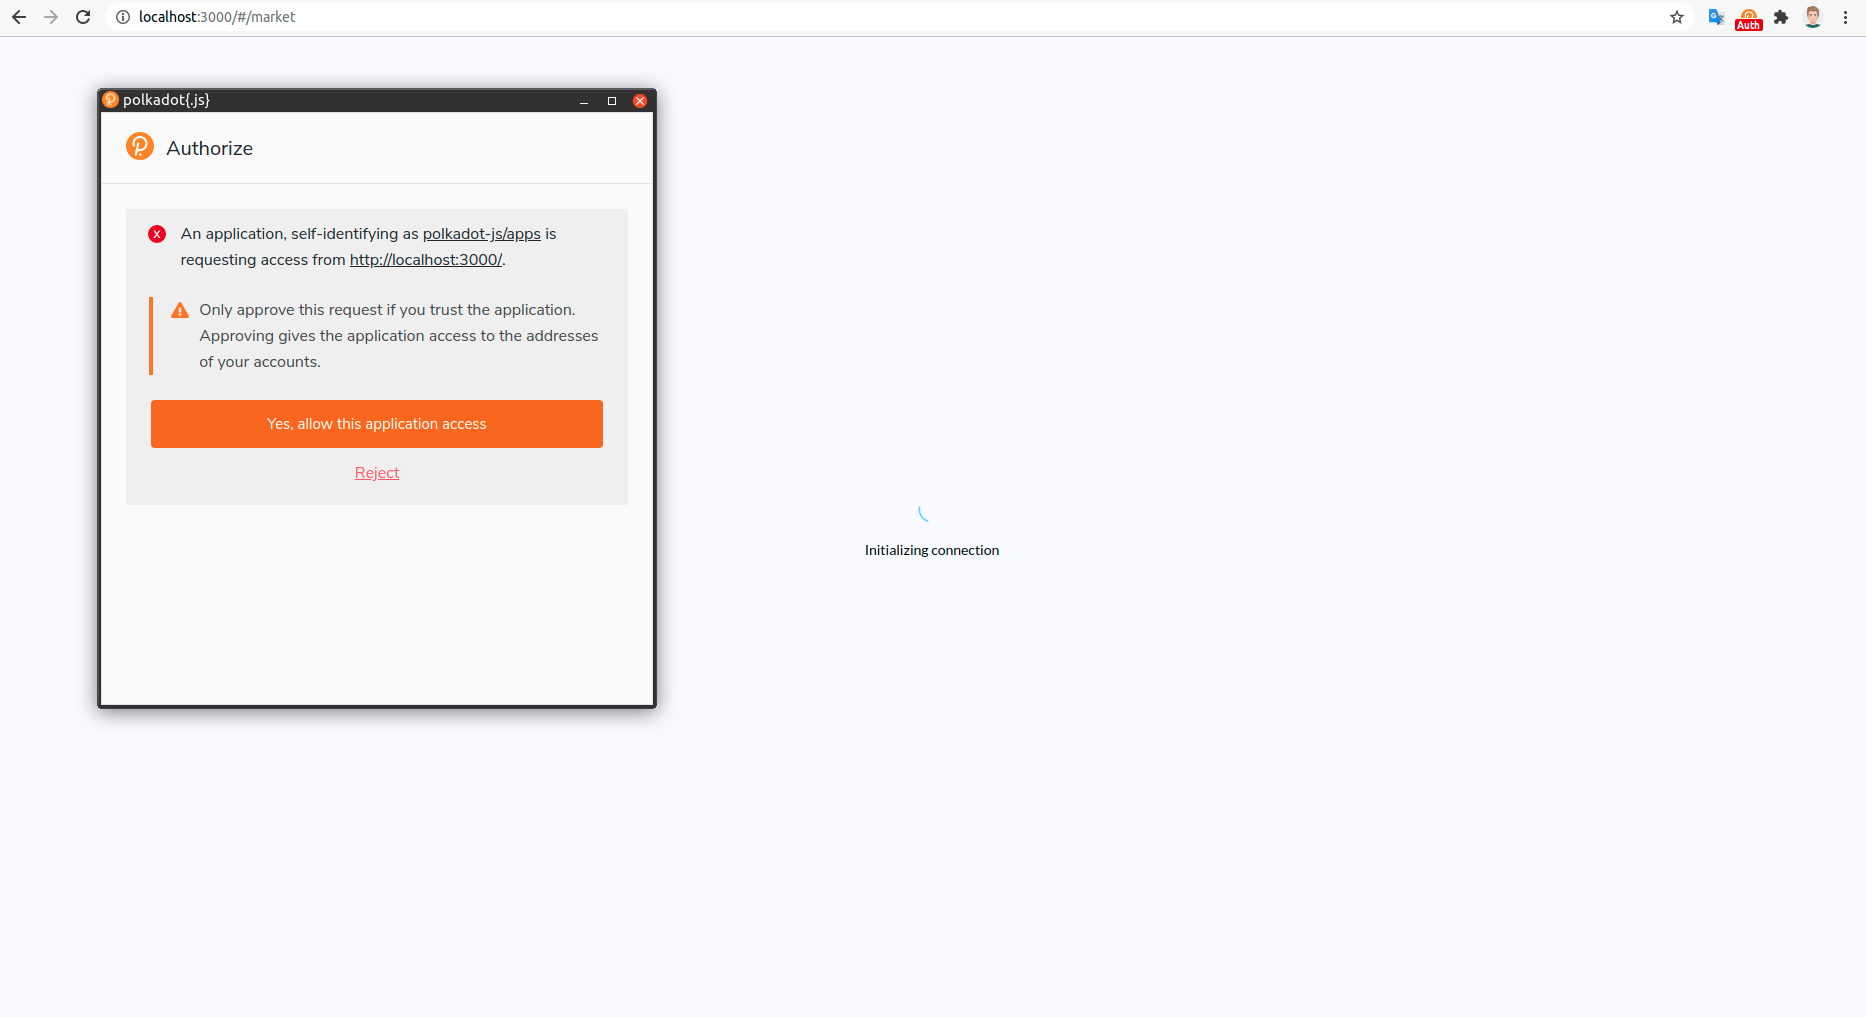 localhost:3000/#/market
Auth
polkadot{.js}
Authorize
An application, self-identifying as polkadot-js/apps is
requesting access from http://localhost:3000/.
Only approve this request if you trust the application.
Approving gives the application access to the addresses
of your accounts.
Yes, allow this application access
Reject
Initializing connection